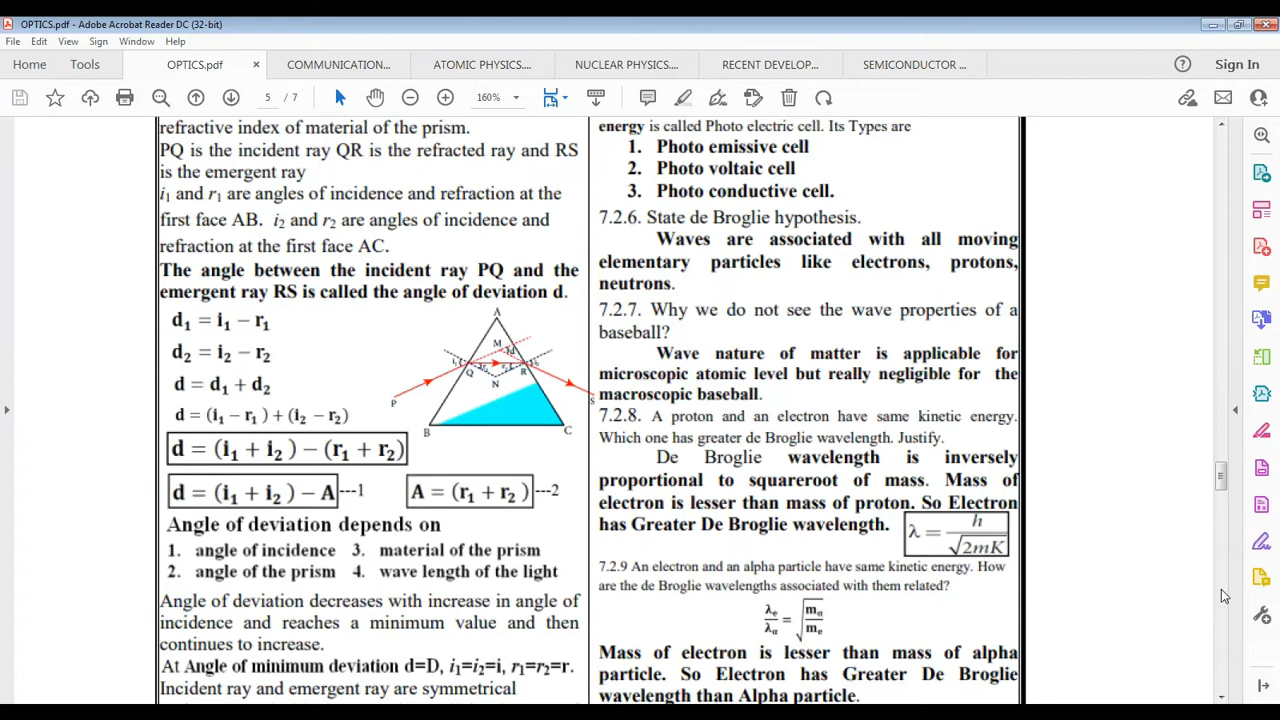 OPTICS.pdf - Adobe Acrobat Reader DC (32-bit)
File Edit View Sign Window Help
Home Tools OPTICS.pdf × COMMUNICATION... ATOMIC PHYSICS.... NUCLEAR PHYSICS.... RECENT DEVELOP... SEMICONDUCTOR ... Sign In
5 / 7 160%
refractive index of material of the prism.
PQ is the incident ray QR is the refracted ray and RS
is the emergent ray
i₁ and r₁ are angles of incidence and refraction at the
first face AB. i₂ and r₂ are angles of incidence and
refraction at the first face AC.
The angle between the incident ray PQ and the
emergent ray RS is called the angle of deviation d.
d₁ = i₁ − r₁
d₂ = i₂ − r₂
d = d₁ + d₂
d = (i₁ − r₁) + (i₂ − r₂)
d = (i₁ + i₂) − (r₁ + r₂)
d = (i₁ + i₂) − A ---1 A = (r₁ + r₂) ---2
A
M
d
Q
R
N
P
S
B
C
Angle of deviation depends on
1. angle of incidence 3. material of the prism
2. angle of the prism 4. wave length of the light
Angle of deviation decreases with increase in angle of
incidence and reaches a minimum value and then
continues to increase.
At Angle of minimum deviation d=D, i₁=i₂=i, r₁=r₂=r.
Incident ray and emergent ray are symmetrical
energy is called Photo electric cell. Its Types are
1. Photo emissive cell
2. Photo voltaic cell
3. Photo conductive cell.
7.2.6. State de Broglie hypothesis.
Waves are associated with all moving
elementary particles like electrons, protons,
neutrons.
7.2.7. Why we do not see the wave properties of a
baseball?
Wave nature of matter is applicable for
microscopic atomic level but really negligible for the
macroscopic baseball.
7.2.8. A proton and an electron have same kinetic energy.
Which one has greater de Broglie wavelength. Justify.
De Broglie wavelength is inversely
proportional to squareroot of mass. Mass of
electron is lesser than mass of proton. So Electron
has Greater De Broglie wavelength. λ = h / √2mK
7.2.9 An electron and an alpha particle have same kinetic energy. How
are the de Broglie wavelengths associated with them related?
λₑ / λα = √(mα / mₑ)
Mass of electron is lesser than mass of alpha
particle. So Electron has Greater De Broglie
wavelength than Alpha particle.